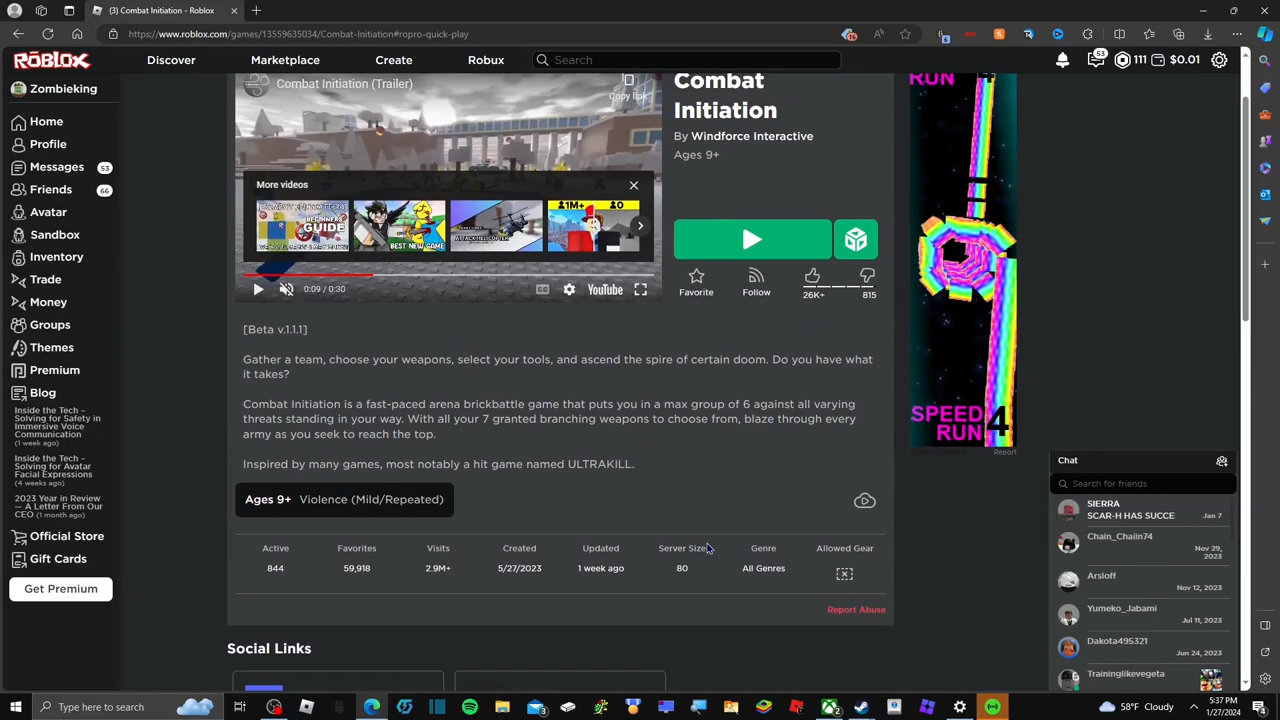 (3) Combat Initiation - Roblox
https://www.roblox.com/games/13559635034/Combat-Initiation#ropro-quick-play
ROBLOX
Discover
Marketplace
Create
Robux
Search
53
111
$0.01
Zombieking
Home
Profile
Messages 53
Friends 66
Avatar
Sandbox
Inventory
Trade
Money
Groups
Themes
Premium
Blog
Inside the Tech –
Solving for Safety in
Immersive Voice
Communication
(1 week ago)
Inside the Tech –
Solving for Avatar
Facial Expressions
(4 weeks ago)
2023 Year in Review
— A Letter From Our
CEO (1 month ago)
Official Store
Gift Cards
Get Premium
Combat Initiation (Trailer)
Copy link
More videos
BEGINNERS
GUIDE
BEST NEW GAME
ATTACK HELICOPTER
1M+ 0
0:09 / 0:30
CC
YouTube
Combat
Initiation
By Windforce Interactive
Ages 9+
Favorite
Follow
26K+
815
[Beta v.1.1.1]
Gather a team, choose your weapons, select your tools, and ascend the spire of certain doom. Do you have what
it takes?
Combat Initiation is a fast-paced arena brickbattle game that puts you in a max group of 6 against all varying
threats standing in your way. With all your 7 granted branching weapons to choose from, blaze through every
army as you seek to reach the top.
Inspired by many games, most notably a hit game named ULTRAKILL.
Ages 9+ Violence (Mild/Repeated)
Active Favorites Visits Created Updated Server Size Genre Allowed Gear
844 59,918 2.9M+ 5/27/2023 1 week ago 80 All Genres
Report Abuse
Social Links
RUN
SPEED
RUN 4
Report
Chat
Search for friends
SIERRA
SCAR-H HAS SUCCE Jan 7
Chain_Chaiin74
Nov 29,
2023
Arsloff
Nov 12, 2023
Yumeko_Jabami
Jul 11, 2023
Dakota495321
Jun 24, 2023
Traininglikevegeta
Type here to search
58°F Cloudy
5:37 PM
1/27/2024